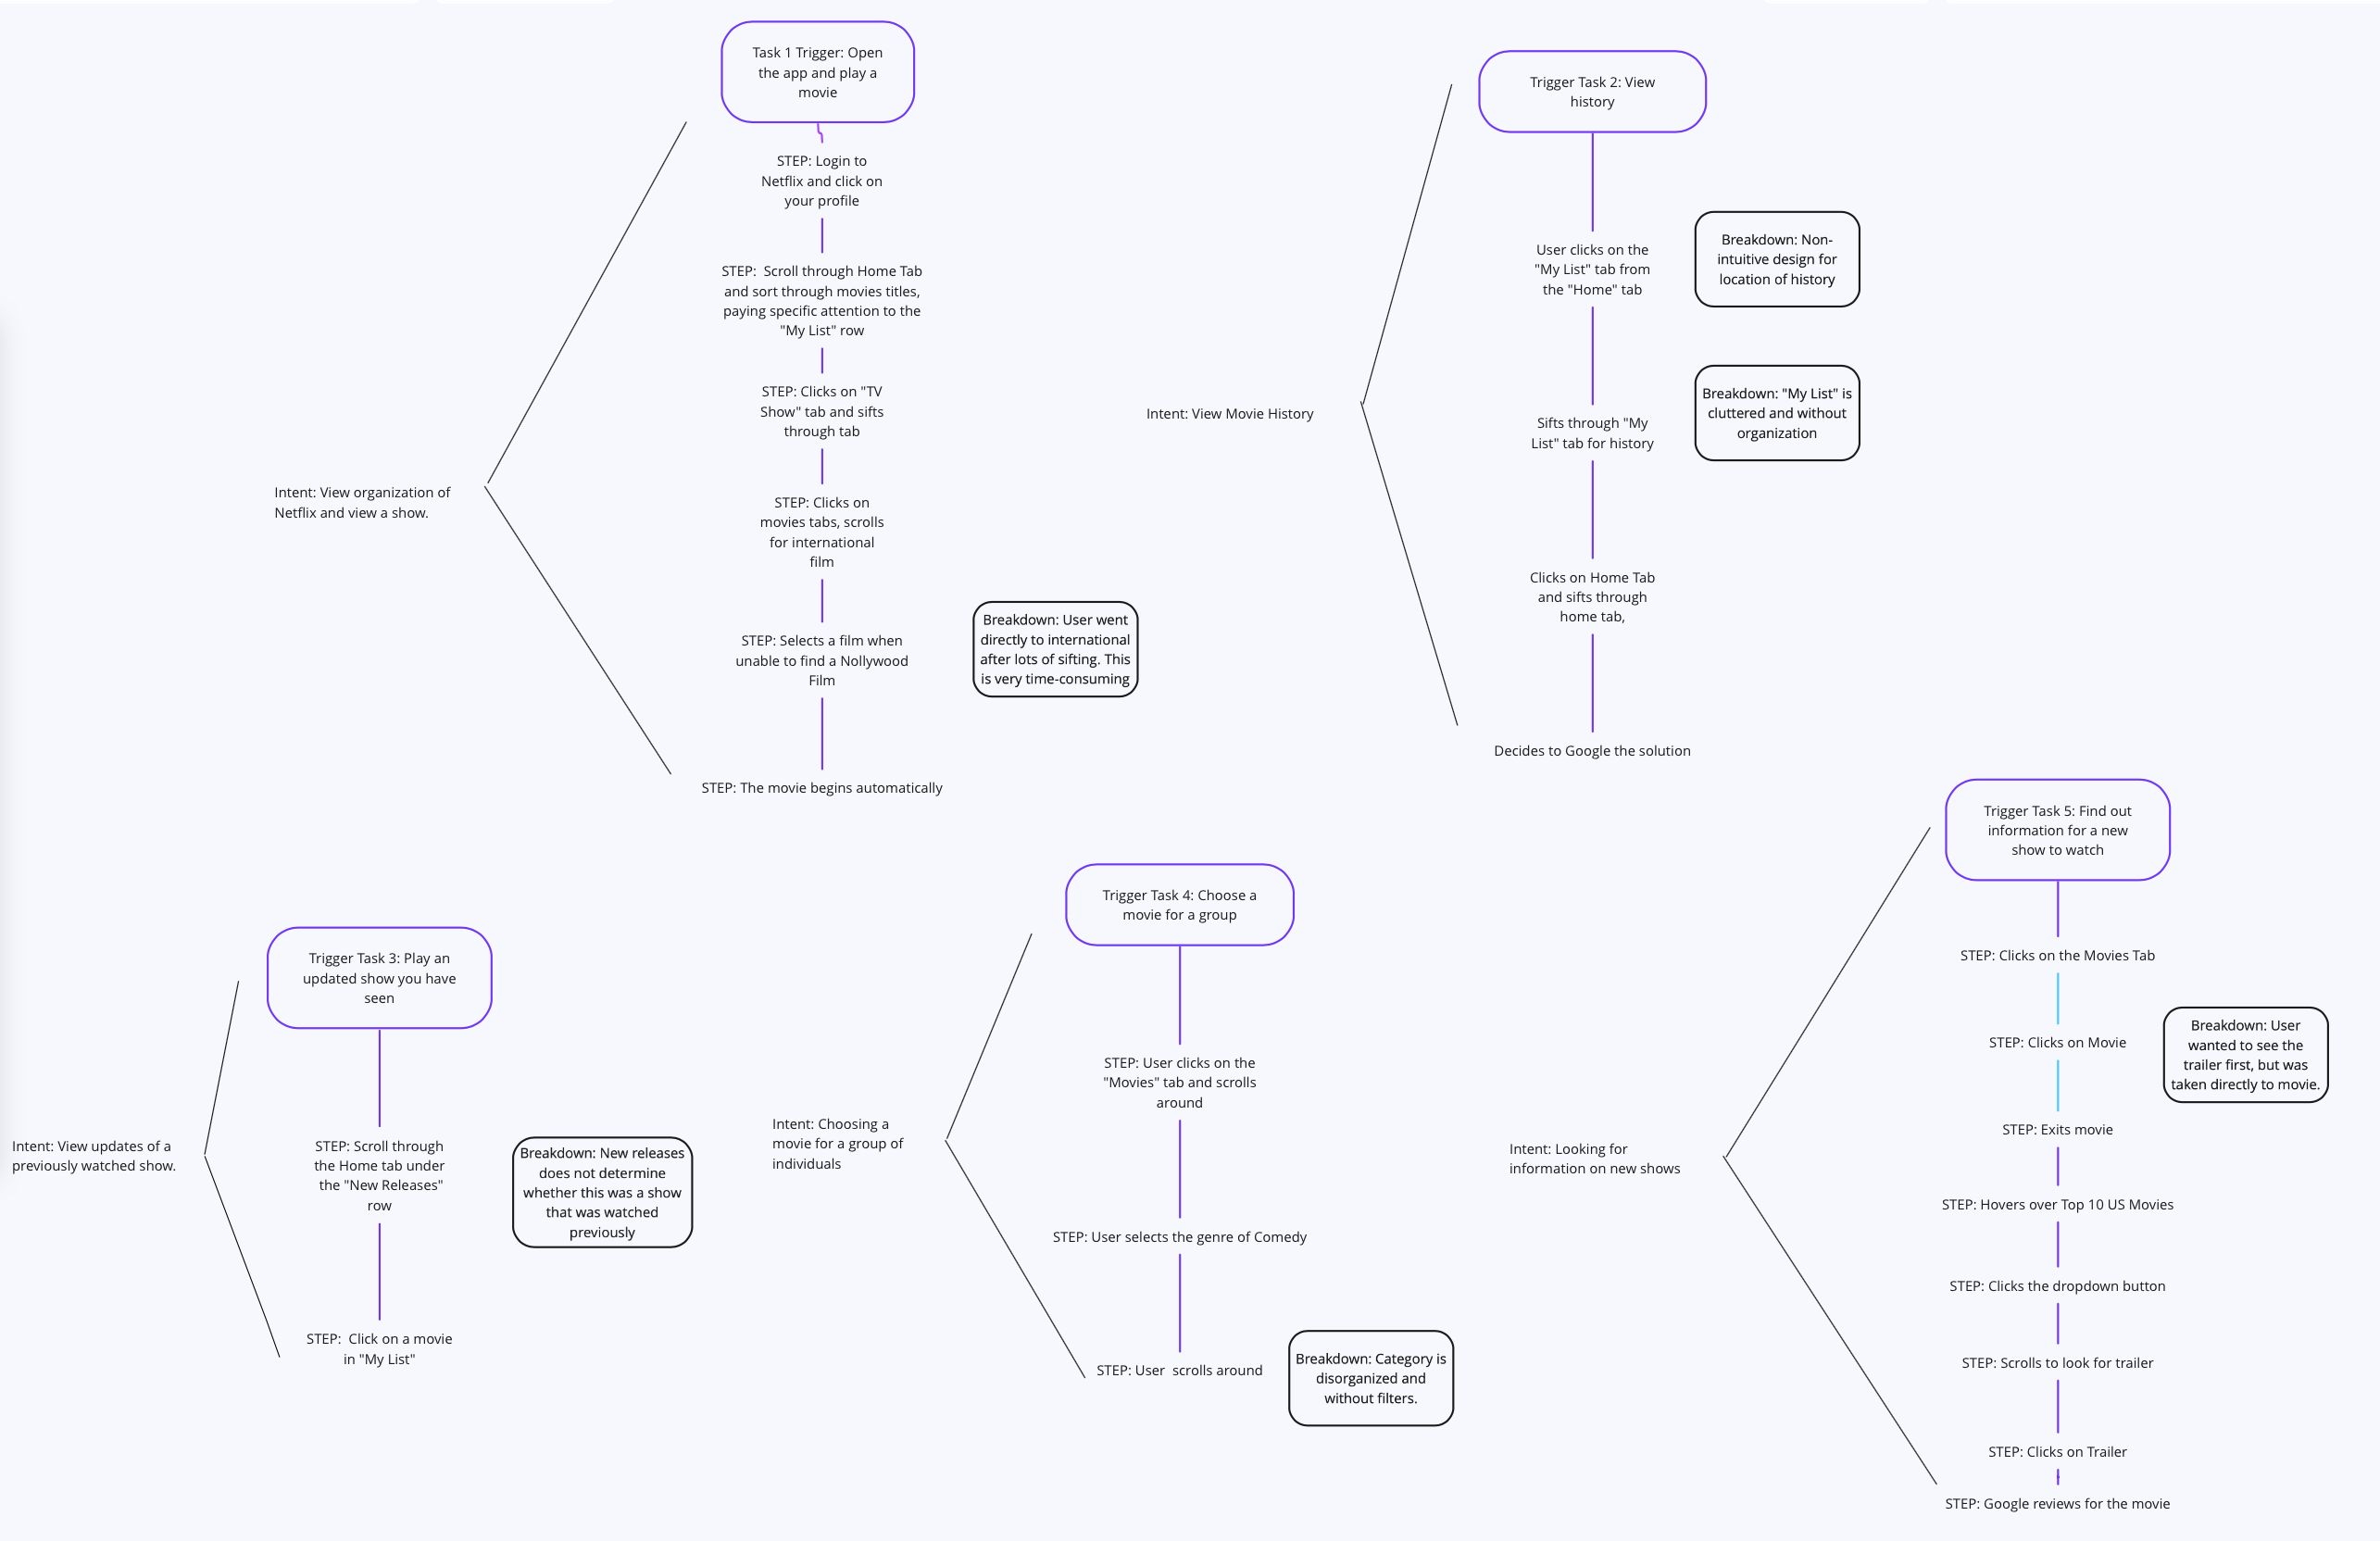 Task 1 Trigger: Open
the app and play a
movie
STEP: Login to
Netflix and click on
your profile
STEP:  Scroll through Home Tab
and sort through movies titles,
paying specific attention to the
"My List" row
STEP: Clicks on "TV
Show" tab and sifts
through tab
Intent: View organization of
Netflix and view a show.
STEP: Clicks on
movies tabs, scrolls
for international
film
STEP: Selects a film when
unable to find a Nollywood
Film
Breakdown: User went
directly to international
after lots of sifting. This
is very time-consuming
STEP: The movie begins automatically
Trigger Task 2: View
history
User clicks on the
"My List" tab from
the "Home" tab
Breakdown: Non-
intuitive design for
location of history
Intent: View Movie History
Sifts through "My
List" tab for history
Breakdown: "My List" is
cluttered and without
organization
Clicks on Home Tab
and sifts through
home tab,
Decides to Google the solution
Trigger Task 3: Play an
updated show you have
seen
Intent: View updates of a
previously watched show.
STEP: Scroll through
the Home tab under
the "New Releases"
row
Breakdown: New releases
does not determine
whether this was a show
that was watched
previously
STEP:  Click on a movie
in "My List"
Trigger Task 4: Choose a
movie for a group
STEP: User clicks on the
"Movies" tab and scrolls
around
Intent: Choosing a
movie for a group of
individuals
STEP: User selects the genre of Comedy
STEP: User  scrolls around
Breakdown: Category is
disorganized and
without filters.
Trigger Task 5: Find out
information for a new
show to watch
STEP: Clicks on the Movies Tab
STEP: Clicks on Movie
Breakdown: User
wanted to see the
trailer first, but was
taken directly to movie.
STEP: Exits movie
Intent: Looking for
information on new shows
STEP: Hovers over Top 10 US Movies
STEP: Clicks the dropdown button
STEP: Scrolls to look for trailer
STEP: Clicks on Trailer
STEP: Google reviews for the movie